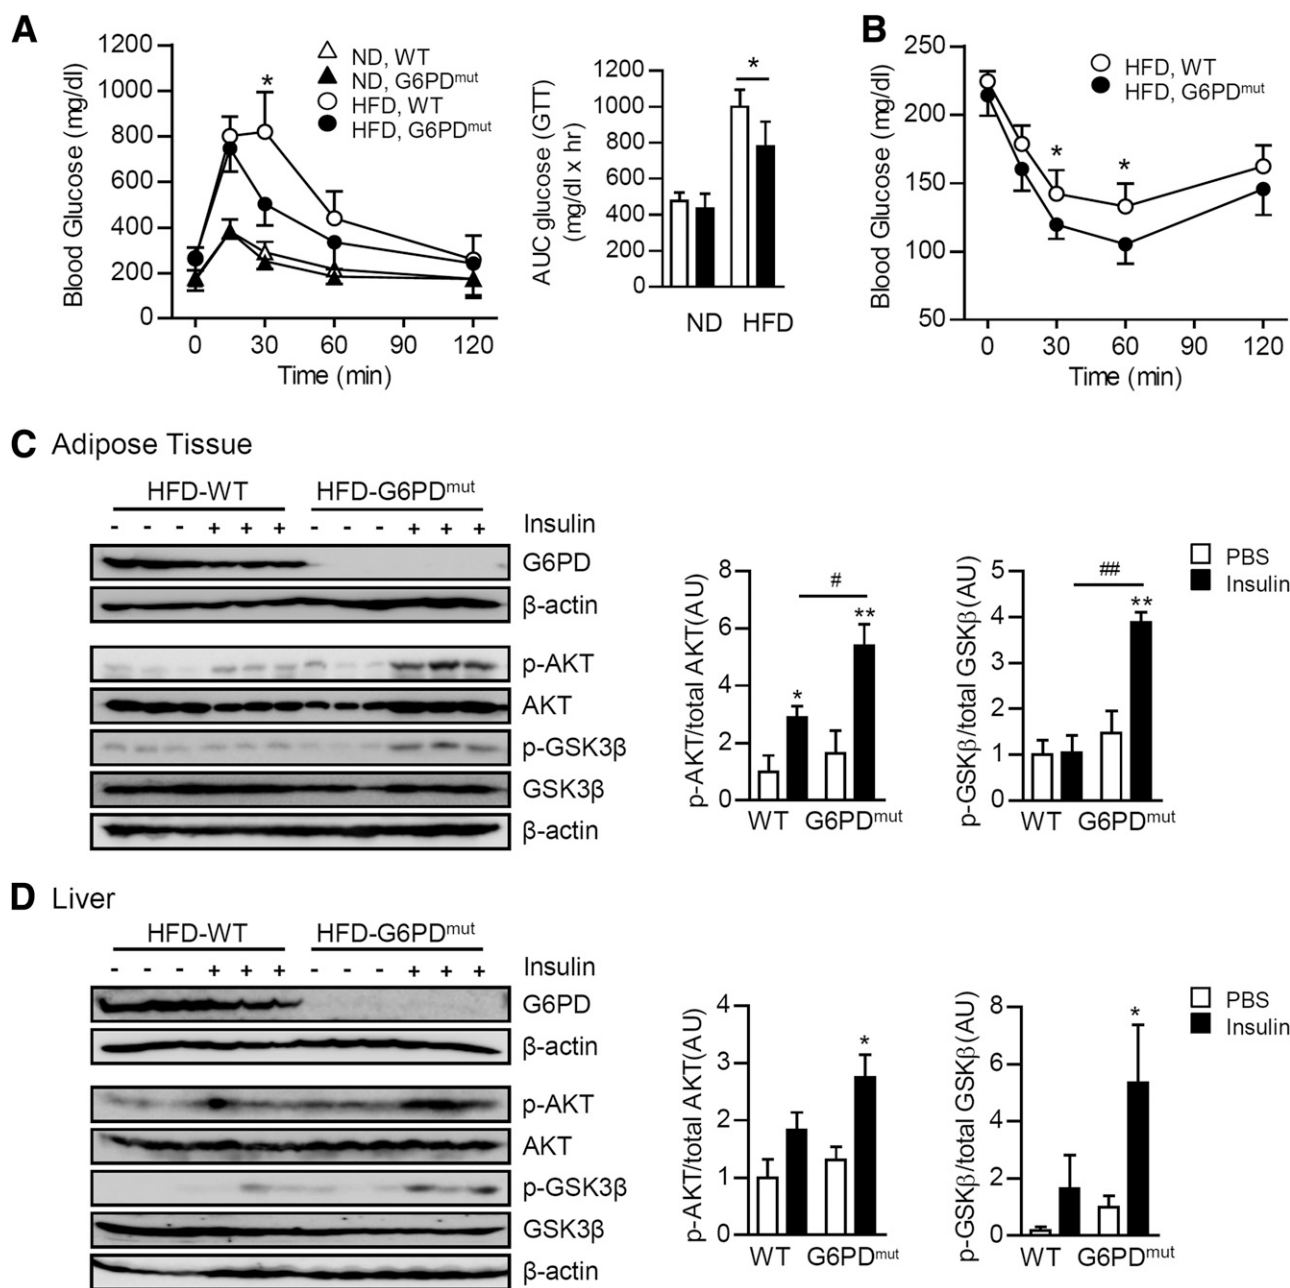 A
1200
1000
800
600
400
200
0
Blood Glucose (mg/dl)
*
ND, WT
ND, G6PDmut
HFD, WT
HFD, G6PDmut
0 30 60 90 120
Time (min)
1200
1000
800
600
400
200
0
AUC glucose (GTT)
(mg/dl x hr)
*
ND HFD
B
250
200
150
100
50
Blood Glucose (mg/dl)
HFD, WT
HFD, G6PDmut
* *
0 30 60 90 120
Time (min)
C Adipose Tissue
HFD-WT HFD-G6PDmut
- - - + + + - - - + + + Insulin
G6PD
β-actin
p-AKT
AKT
p-GSK3β
GSK3β
β-actin
8
6
4
2
0
p-AKT/total AKT(AU)
#
* **
WT G6PDmut
5
4
3
2
1
0
p-GSKβ/total GSKβ(AU)
##
**
WT G6PDmut
PBS
Insulin
D Liver
HFD-WT HFD-G6PDmut
- - - + + + - - - + + + Insulin
G6PD
β-actin
p-AKT
AKT
p-GSK3β
GSK3β
β-actin
4
3
2
1
0
p-AKT/total AKT(AU)
*
WT G6PDmut
8
6
4
2
0
p-GSKβ/total GSKβ(AU)
*
WT G6PDmut
PBS
Insulin